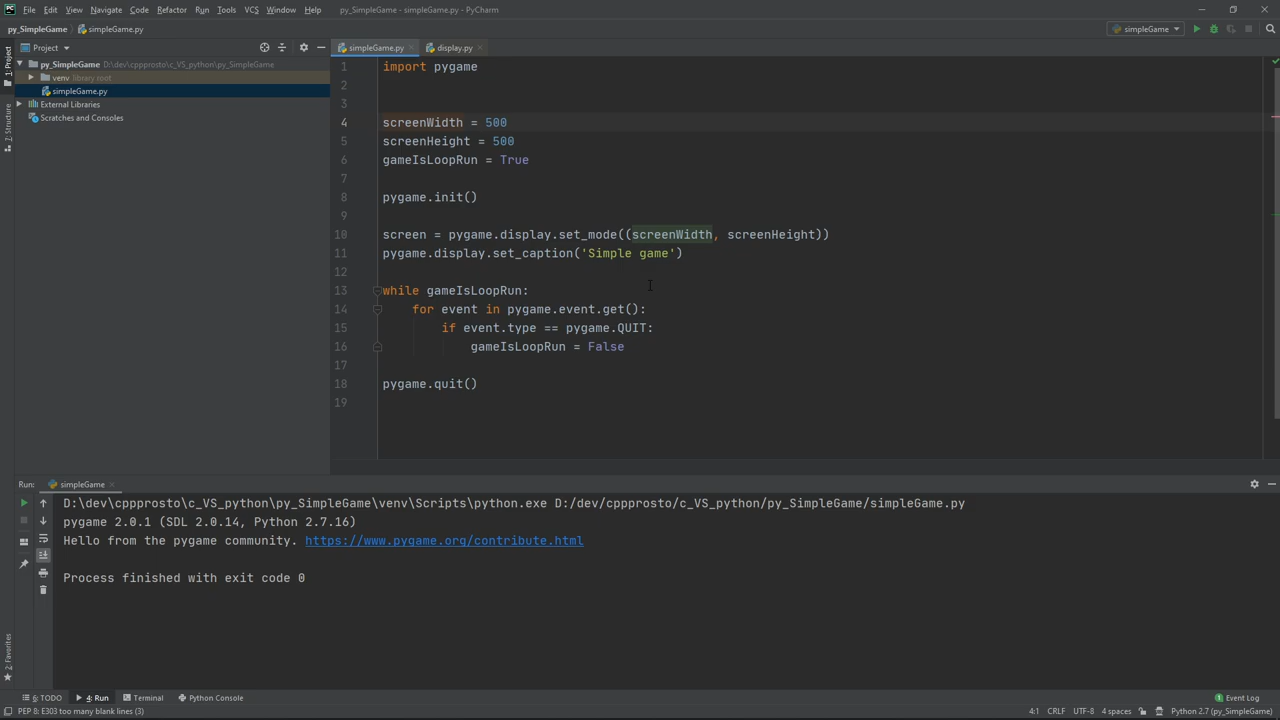 File Edit View Navigate Code Refactor Run Tools VCS Window Help py_SimpleGame - simpleGame.py - PyCharm
py_SimpleGame simpleGame.py simpleGame
1: Project
Project simpleGame.py display.py
py_SimpleGame D:\dev\cppprosto\c_VS_python\py_SimpleGame
venv library root
simpleGame.py
External Libraries
Scratches and Consoles
7: Structure
1 import pygame
2
3
4 screenWidth = 500
5 screenHeight = 500
6 gameIsLoopRun = True
7
8 pygame.init()
9
10 screen = pygame.display.set_mode((screenWidth, screenHeight))
11 pygame.display.set_caption('Simple game')
12
13 while gameIsLoopRun:
14 for event in pygame.event.get():
15 if event.type == pygame.QUIT:
16 gameIsLoopRun = False
17
18 pygame.quit()
19
Run: simpleGame
D:\dev\cppprosto\c_VS_python\py_SimpleGame\venv\Scripts\python.exe D:/dev/cppprosto/c_VS_python/py_SimpleGame/simpleGame.py
pygame 2.0.1 (SDL 2.0.14, Python 2.7.16)
Hello from the pygame community. https://www.pygame.org/contribute.html
Process finished with exit code 0
2: Favorites
6: TODO 4: Run Terminal Python Console Event Log
PEP 8: E303 too many blank lines (3) 4:1 CRLF UTF-8 4 spaces Python 2.7 (py_SimpleGame)